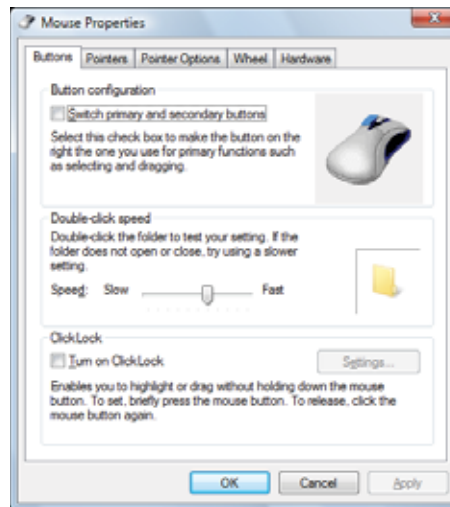 Mouse Properties
Buttons Pointers Pointer Options Wheel Hardware
Button configuration
Switch primary and secondary buttons
Select this check box to make the button on the
right the one you use for primary functions such
as selecting and dragging.
Double-click speed
Double-click the folder to test your setting. If the
folder does not open or close, try using a slower
setting.
Speed: Slow Fast
ClickLock
Turn on ClickLock
Settings...
Enables you to highlight or drag without holding down the mouse
button. To set, briefly press the mouse button. To release, click the
mouse button again.
OK Cancel Apply